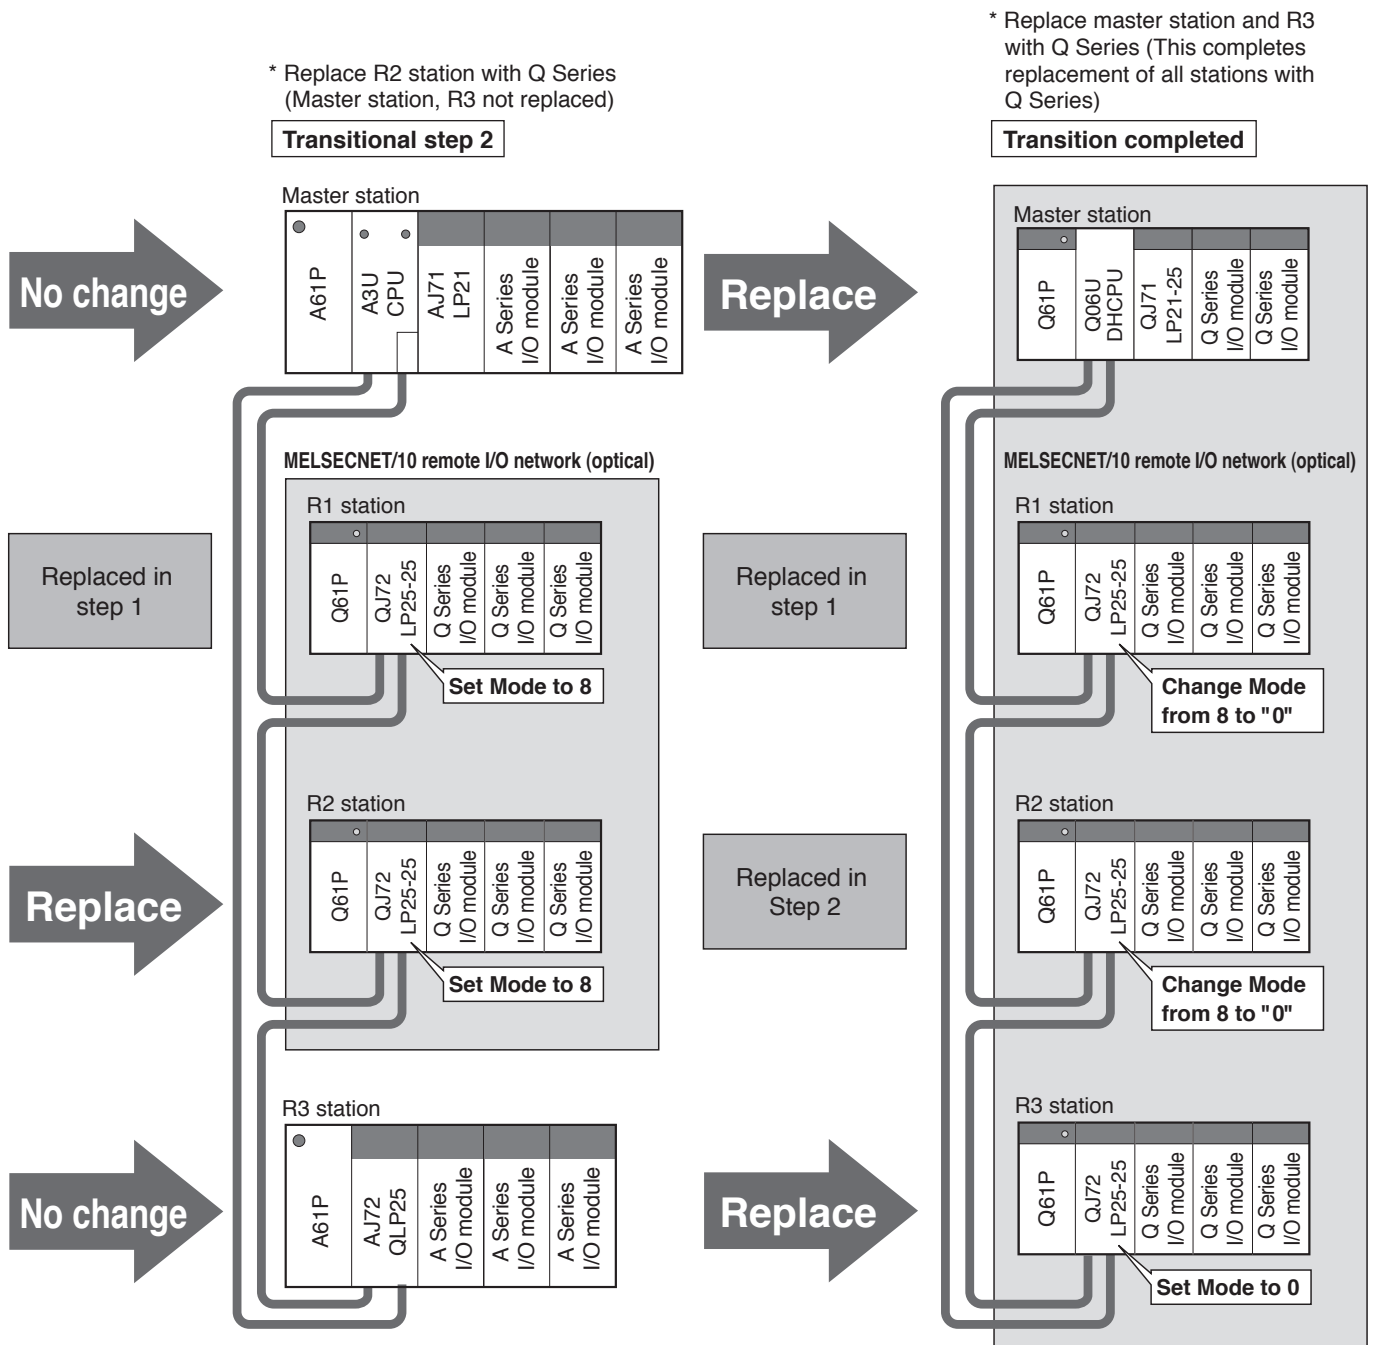 * Replace R2 station with Q Series
(Master station, R3 not replaced)
Transitional step 2
* Replace master station and R3
with Q Series (This completes
replacement of all stations with
Q Series)
Transition completed
No change
Master station
A61P
A3U
CPU
AJ71
LP21
A Series
I/O module
A Series
I/O module
A Series
I/O module
Replace
Master station
Q61P
Q06U
DHCPU
QJ71
LP21-25
Q Series
I/O module
Q Series
I/O module
MELSECNET/10 remote I/O network (optical)
MELSECNET/10 remote I/O network (optical)
Replaced in
step 1
R1 station
Q61P
QJ72
LP25-25
Q Series
I/O module
Q Series
I/O module
Q Series
I/O module
Set Mode to 8
Replaced in
step 1
R1 station
Q61P
QJ72
LP25-25
Q Series
I/O module
Q Series
I/O module
Q Series
I/O module
Change Mode
from 8 to "0"
Replace
R2 station
Q61P
QJ72
LP25-25
Q Series
I/O module
Q Series
I/O module
Q Series
I/O module
Set Mode to 8
Replaced in
Step 2
R2 station
Q61P
QJ72
LP25-25
Q Series
I/O module
Q Series
I/O module
Q Series
I/O module
Change Mode
from 8 to "0"
No change
R3 station
A61P
AJ72
QLP25
A Series
I/O module
A Series
I/O module
A Series
I/O module
Replace
R3 station
Q61P
QJ72
LP25-25
Q Series
I/O module
Q Series
I/O module
Q Series
I/O module
Set Mode to 0